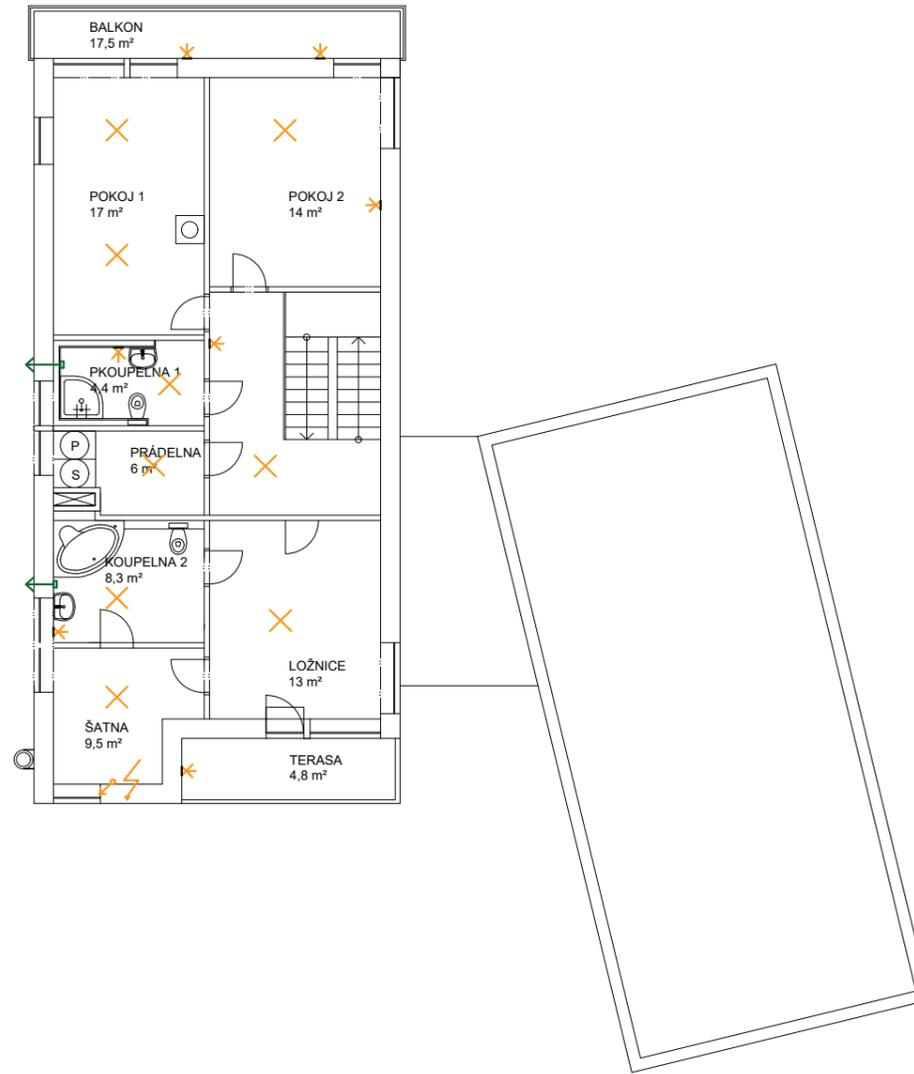 BALKON
17,5 m²
POKOJ 1
17 m²
POKOJ 2
14 m²
PKOUPELNA 1
4,4 m²
P
PRÁDELNA
6 m²
S
KOUPELNA 2
8,3 m²
LOŽNICE
13 m²
ŠATNA
9,5 m²
TERASA
4,8 m²